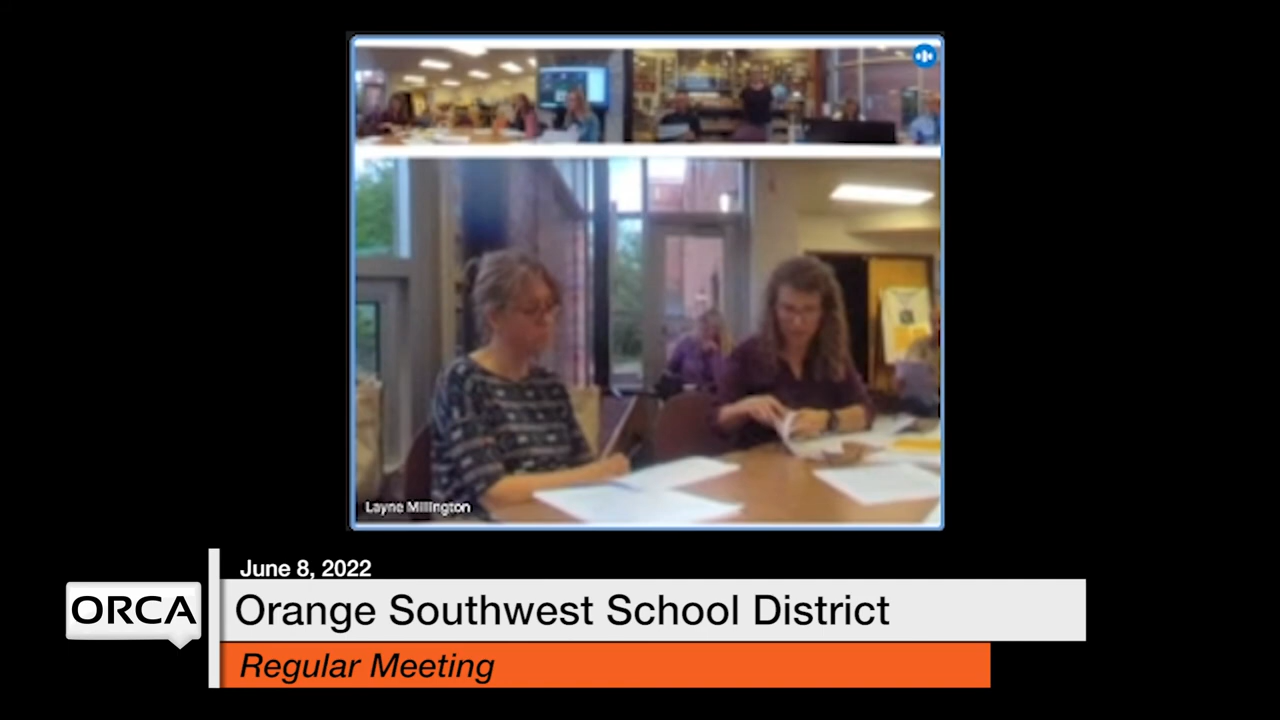 Layne Millington
June 8, 2022
ORCA
Orange Southwest School District
Regular Meeting